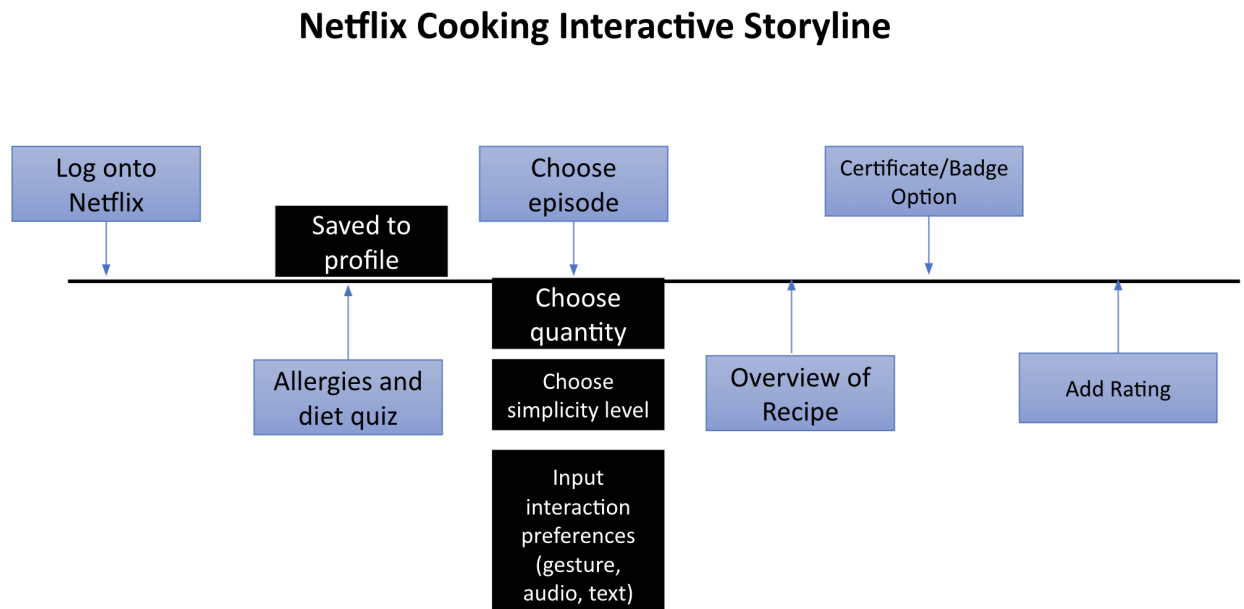 Netflix Cooking Interactive Storyline
Log onto
Netflix
Saved to
profile
Allergies and
diet quiz
Choose
episode
Choose
quantity
Choose
simplicity level
Input
interaction
preferences
(gesture,
audio, text)
Overview of
Recipe
Certificate/Badge
Option
Add Rating